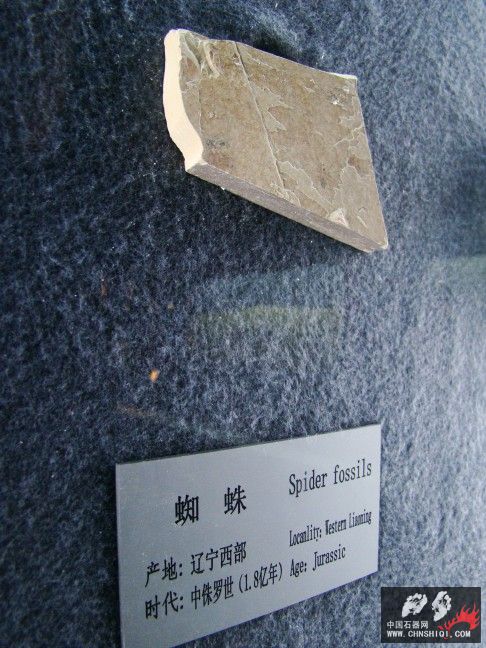 蜘蛛 Spider fossils
产地：辽宁西部 Locanlity: Western Liaoning
时代：中侏罗世（1.8亿年） Age: Jurassic
中国石器网
WWW.CHNSHIQI.COM